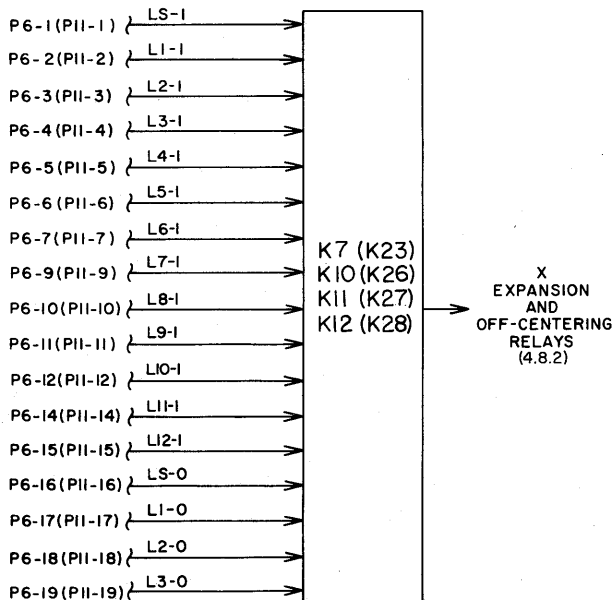 P6-1(P11-1) LS-1
P6-2(P11-2) L1-1
P6-3(P11-3) L2-1
P6-4(P11-4) L3-1
P6-5(P11-5) L4-1
P6-6(P11-6) L5-1
P6-7(P11-7) L6-1
P6-9(P11-9) L7-1
P6-10(P11-10) L8-1
P6-11(P11-11) L9-1
P6-12(P11-12) L10-1
P6-14(P11-14) L11-1
P6-15(P11-15) L12-1
P6-16(P11-16) LS-0
P6-17(P11-17) L1-0
P6-18(P11-18) L2-0
P6-19(P11-19) L3-0
K7 (K23)
K10 (K26)
K11 (K27)
K12 (K28)
X
EXPANSION
AND
OFF-CENTERING
RELAYS
(4.8.2)